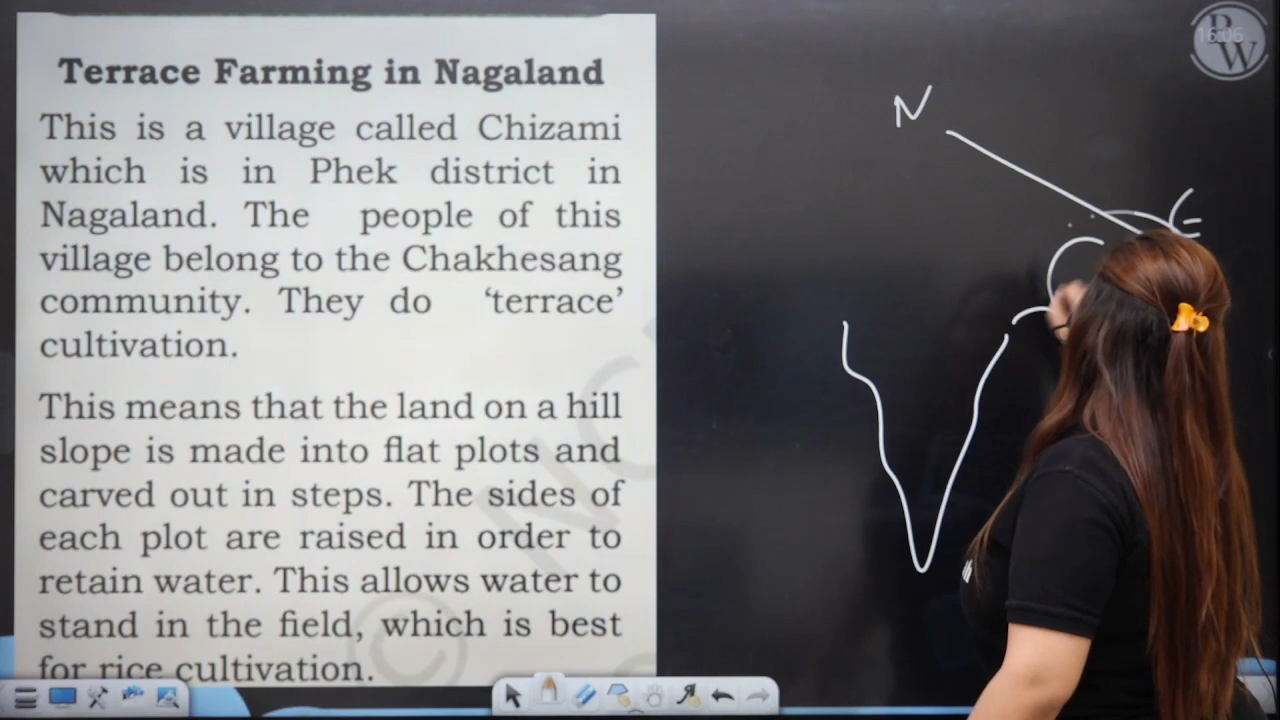 Terrace Farming in Nagaland
This is a village called Chizami
which is in Phek district in
Nagaland. The people of this
village belong to the Chakhesang
community. They do ‘terrace’
cultivation.
This means that the land on a hill
slope is made into flat plots and
carved out in steps. The sides of
each plot are raised in order to
retain water. This allows water to
stand in the field, which is best
for rice cultivation.
N
16:06
PW